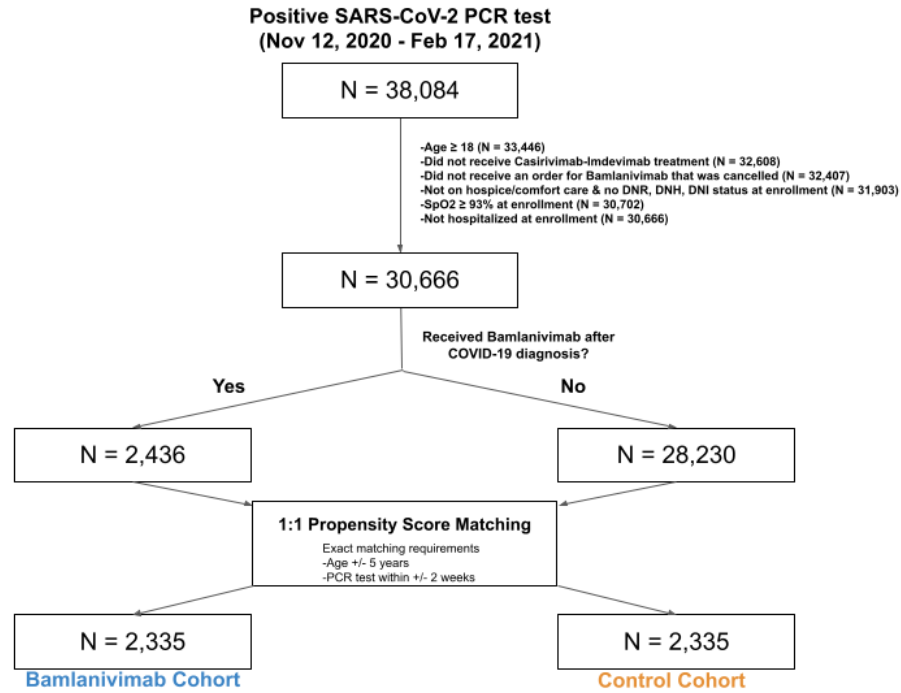 Positive SARS-CoV-2 PCR test
(Nov 12, 2020 - Feb 17, 2021)
N = 38,084
-Age ≥ 18 (N = 33,446)
-Did not receive Casirivimab-Imdevimab treatment (N = 32,608)
-Did not receive an order for Bamlanivimab that was cancelled (N = 32,407)
-Not on hospice/comfort care & no DNR, DNH, DNI status at enrollment (N = 31,903)
-SpO2 ≥ 93% at enrollment (N = 30,702)
-Not hospitalized at enrollment (N = 30,666)
N = 30,666
Received Bamlanivimab after
COVID-19 diagnosis?
Yes
No
N = 2,436
N = 28,230
1:1 Propensity Score Matching
Exact matching requirements
-Age +/- 5 years
-PCR test within +/- 2 weeks
N = 2,335
N = 2,335
Bamlanivimab Cohort
Control Cohort